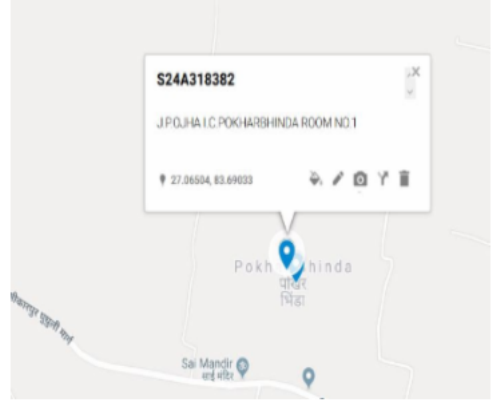 S24A318382
J.P.OJHA I.C.POKHARBHINDA ROOM NO.1
27.06504, 83.69033
Pokh hinda
पोखर
भिंडा
Sai Mandir
साई मंदिर